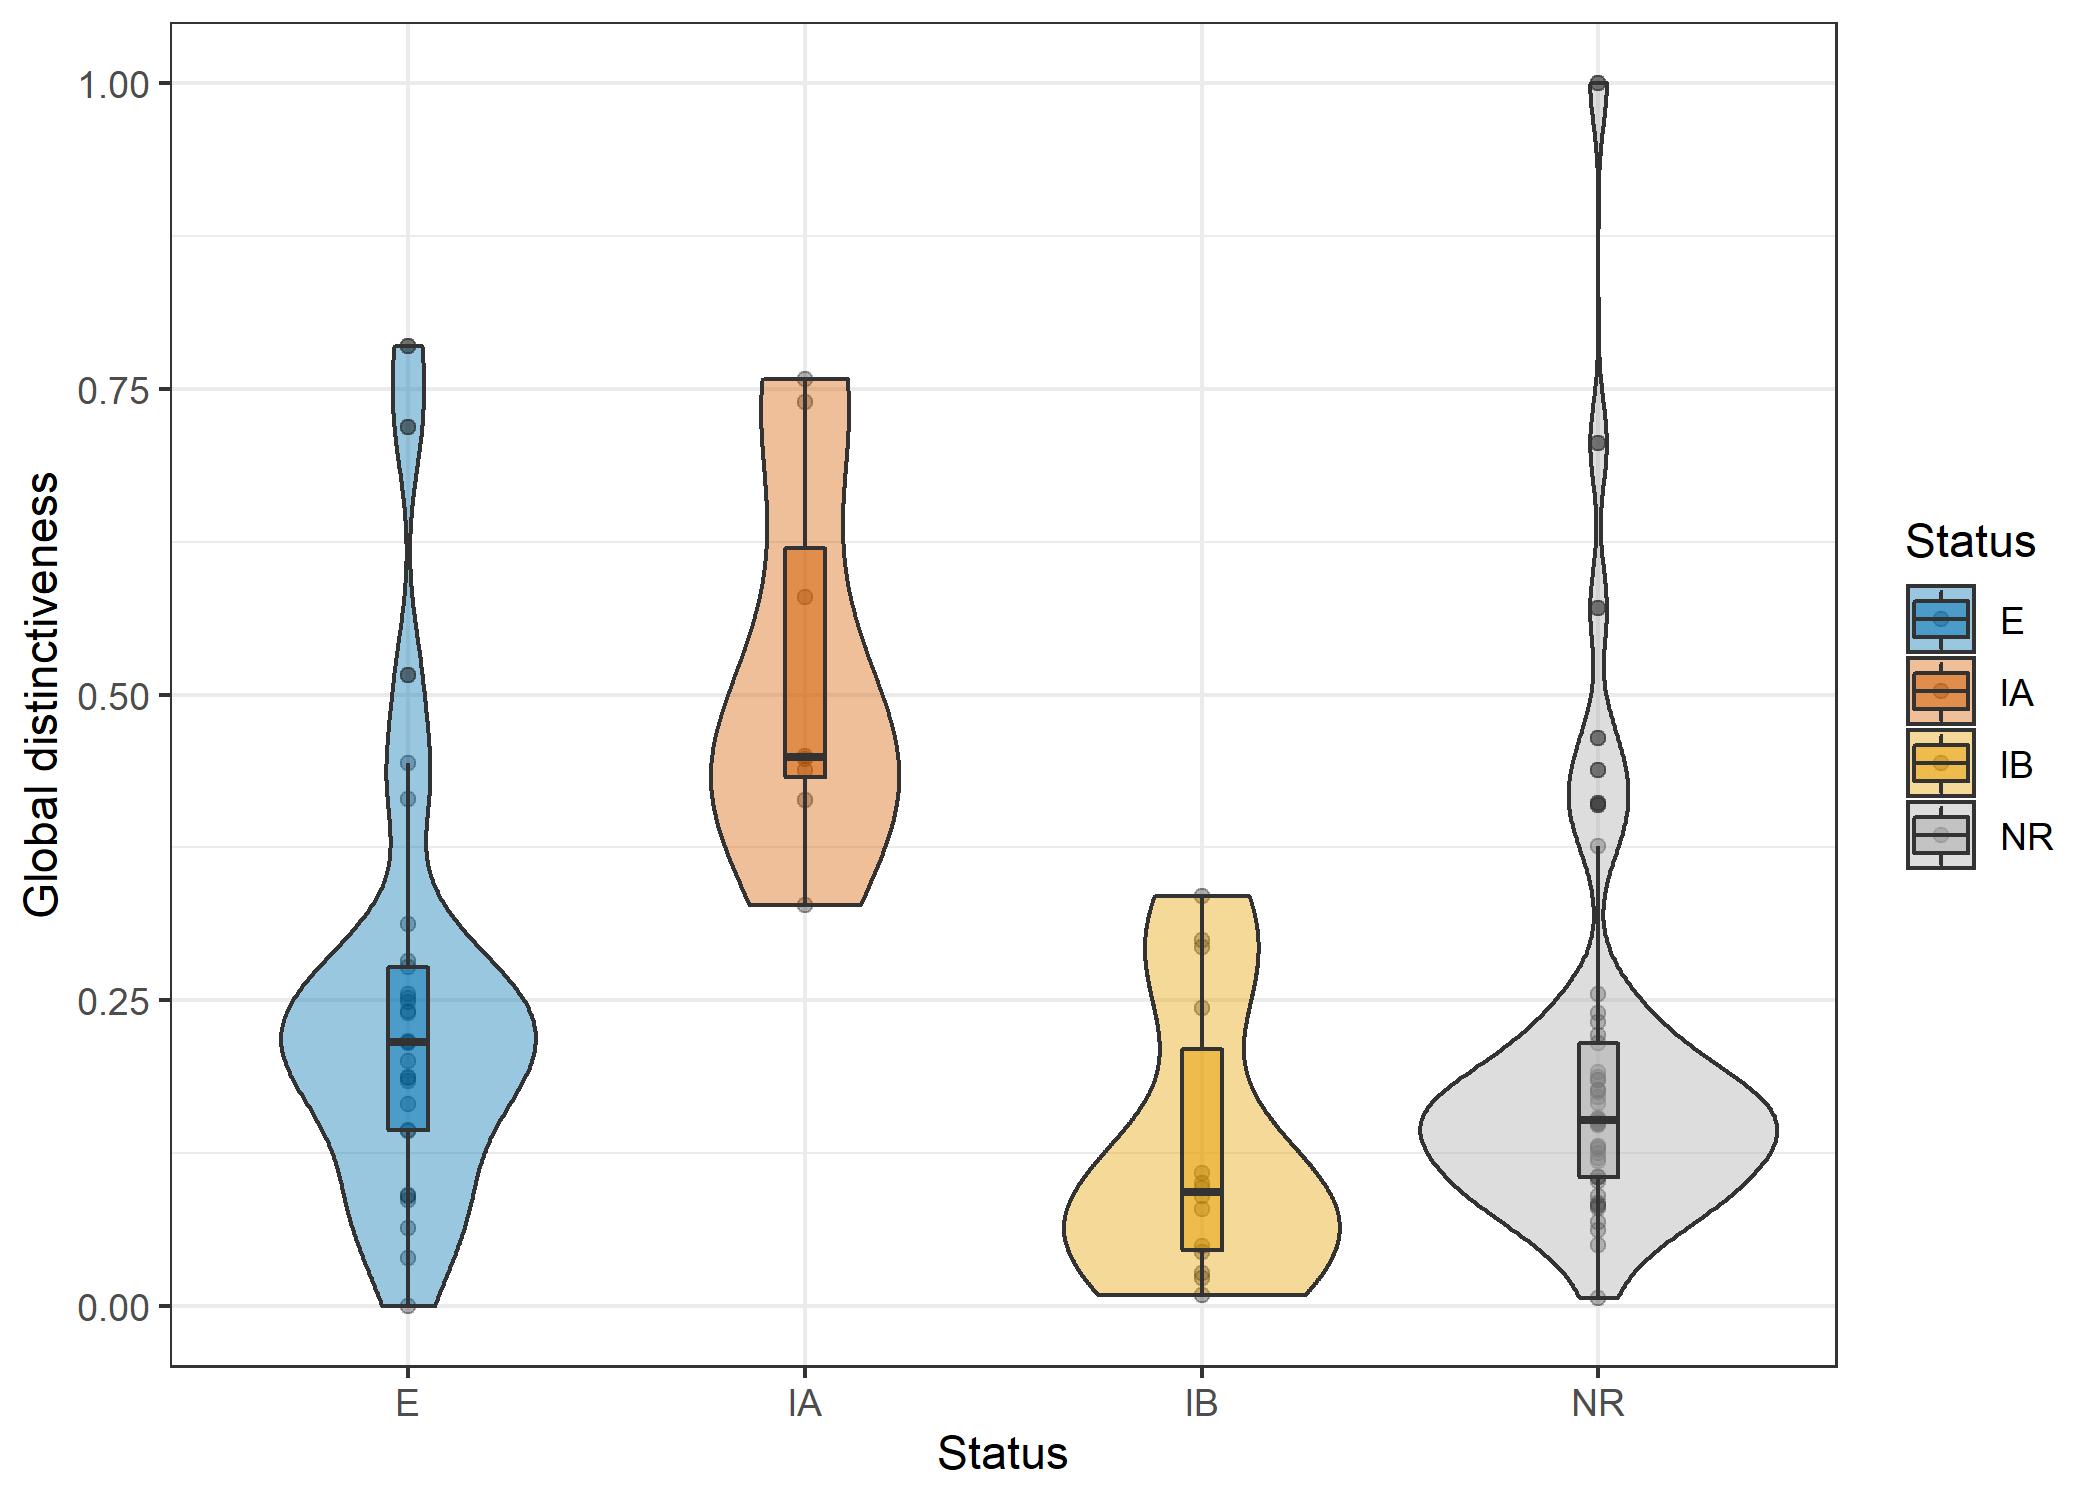 Global distinctiveness
1.00
0.75
0.50
0.25
0.00
E IA IB NR
Status
Status
E
IA
IB
NR